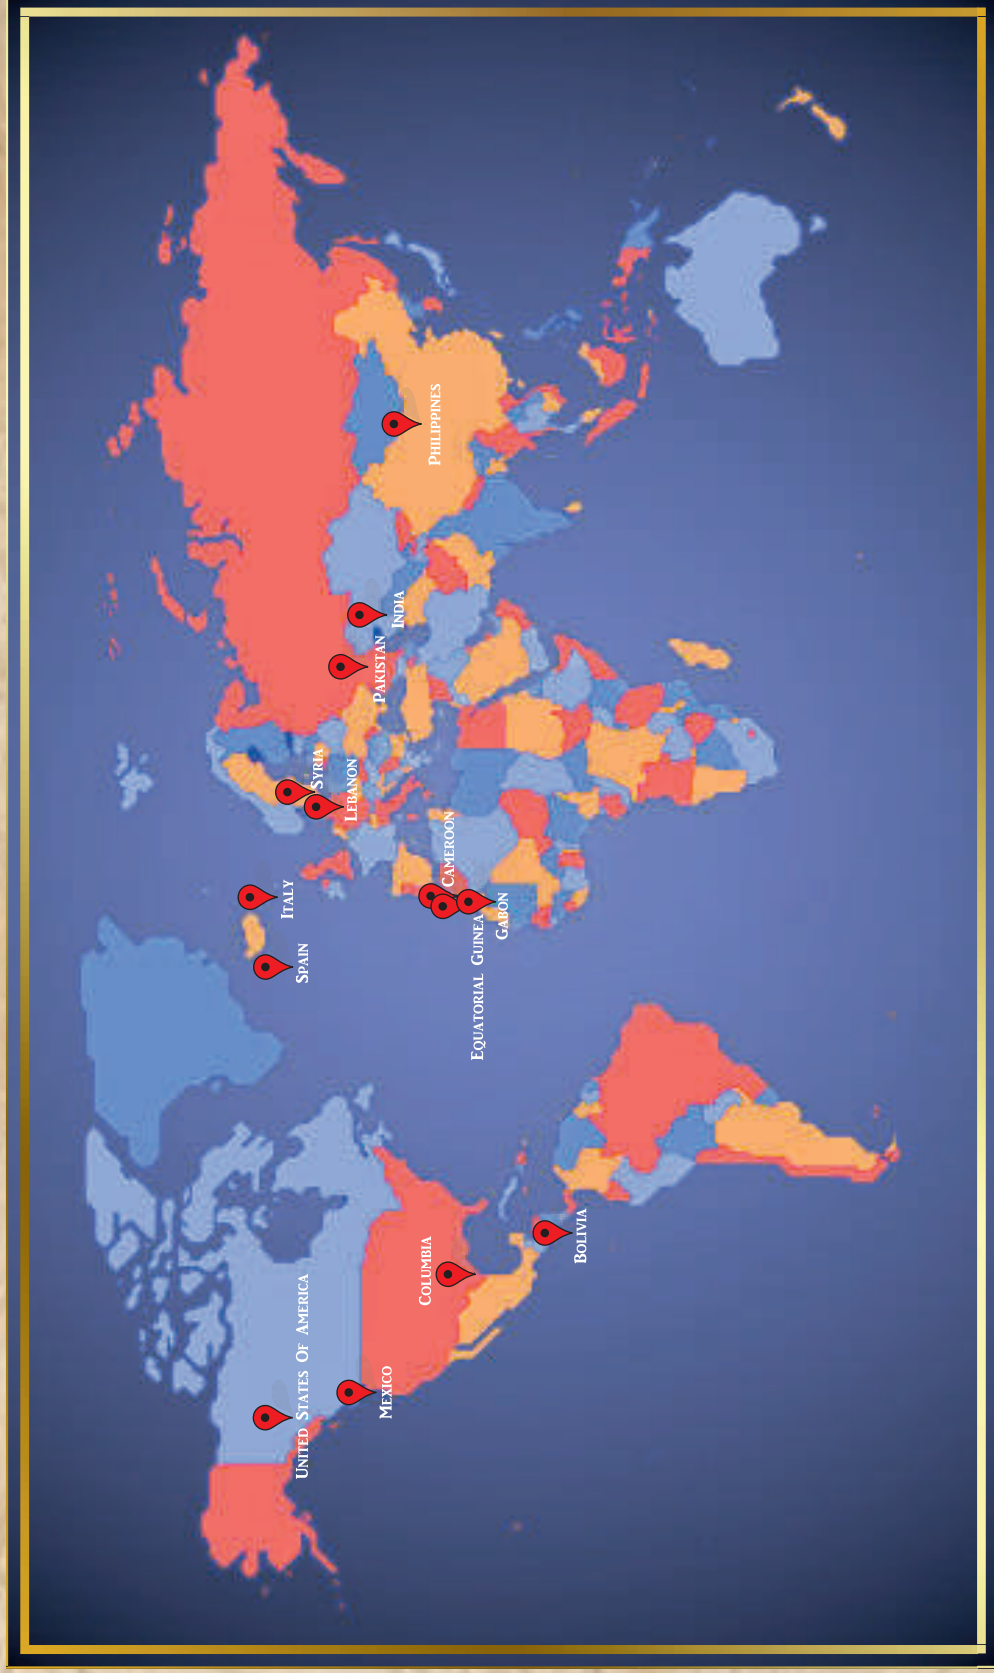 United States Of America
Mexico
Columbia
Bolivia
Spain
Italy
Equatorial Guinea
Gabon
Cameroon
Lebanon
Syria
Pakistan
India
Philippines